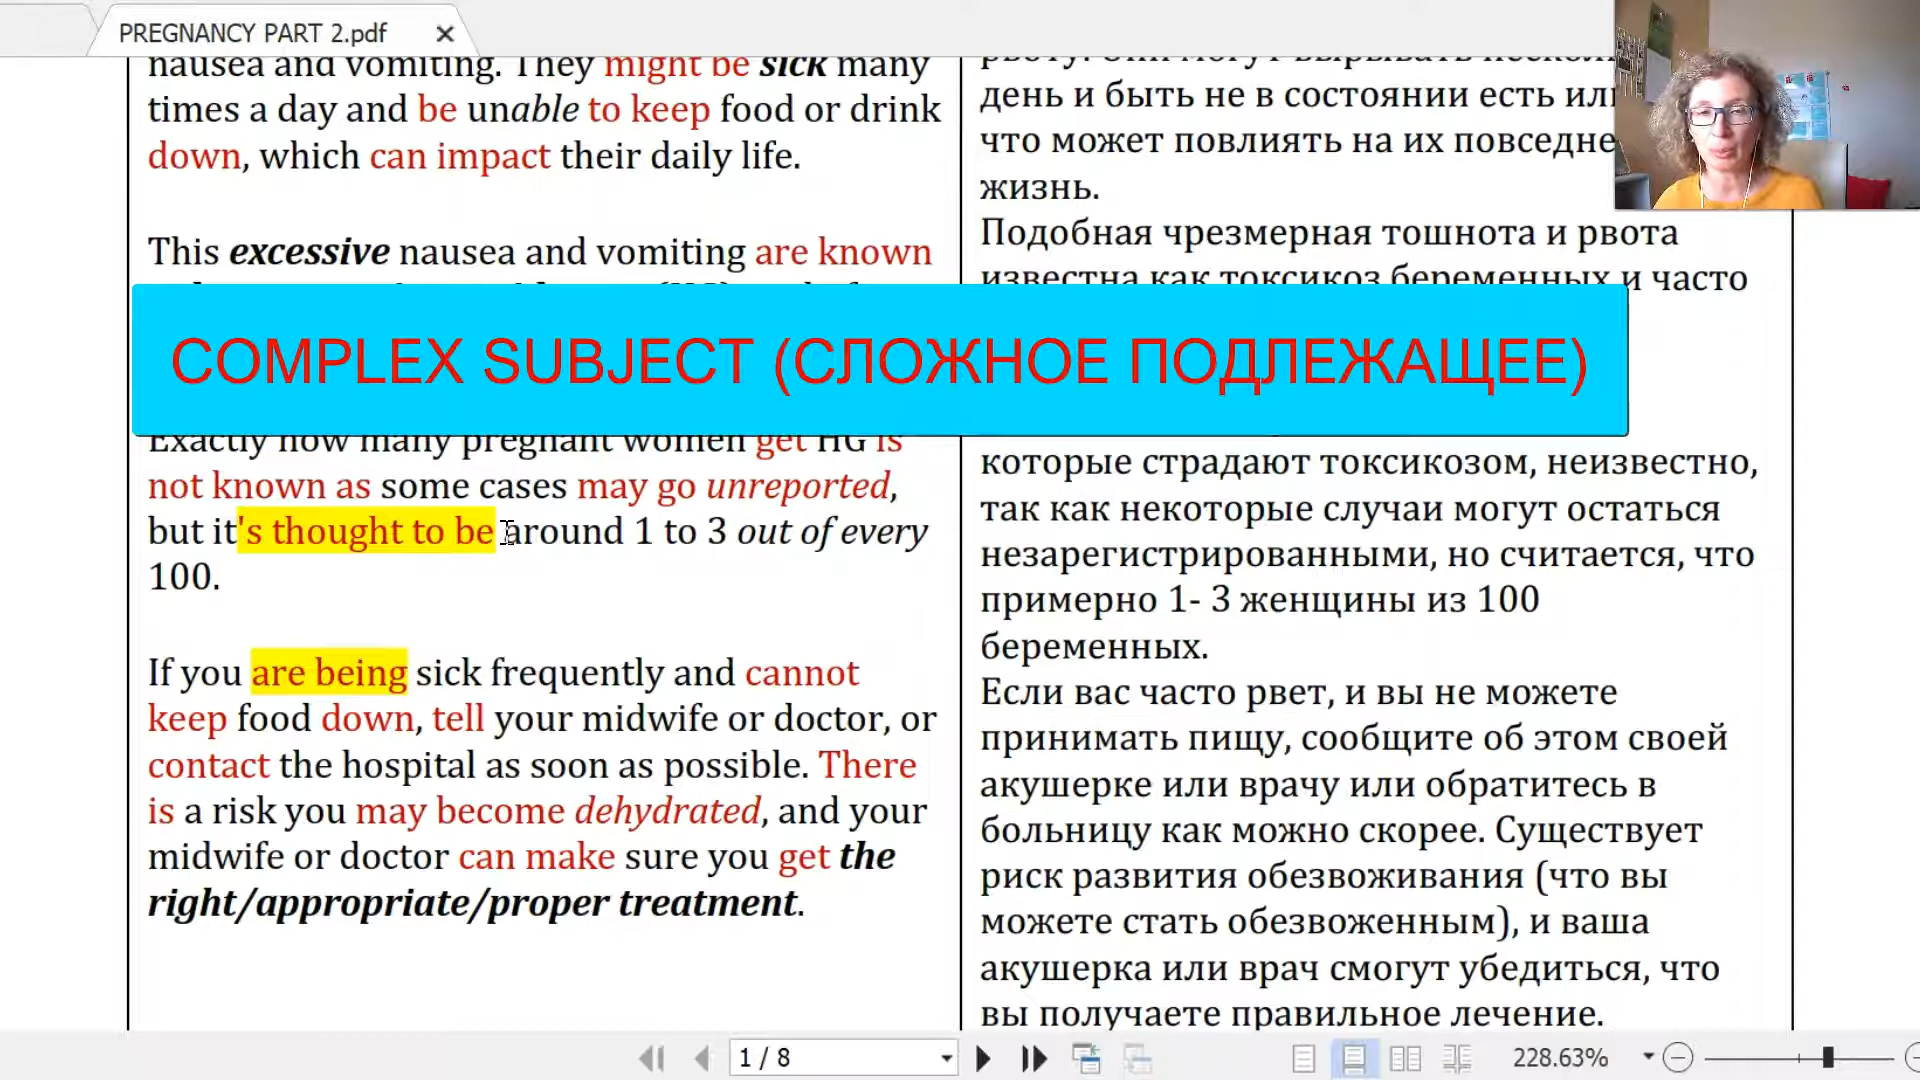 PREGNANCY PART 2.pdf
nausea and vomiting. They might be sick many
times a day and be unable to keep food or drink
down, which can impact their daily life.
This excessive nausea and vomiting are known
COMPLEX SUBJECT (СЛОЖНОЕ ПОДЛЕЖАЩЕЕ)
Exactly how many pregnant women get HG is
not known as some cases may go unreported,
but it's thought to be around 1 to 3 out of every
100.
If you are being sick frequently and cannot
keep food down, tell your midwife or doctor, or
contact the hospital as soon as possible. There
is a risk you may become dehydrated, and your
midwife or doctor can make sure you get the
right/appropriate/proper treatment.
день и быть не в состоянии есть
что может повлиять на их
жизнь.
Подобная чрезмерная тошнота и рвота
известна как токсикоз беременных и часто
которые страдают токсикозом, неизвестно,
так как некоторые случаи могут остаться
незарегистрированными, но считается, что
примерно 1- 3 женщины из 100
беременных.
Если вас часто рвет, и вы не можете
принимать пищу, сообщите об этом своей
акушерке или врачу или обратитесь в
больницу как можно скорее. Существует
риск развития обезвоживания (что вы
можете стать обезвоженным), и ваша
акушерка или врач смогут убедиться, что
вы получаете правильное лечение.
1 / 8
228.63%